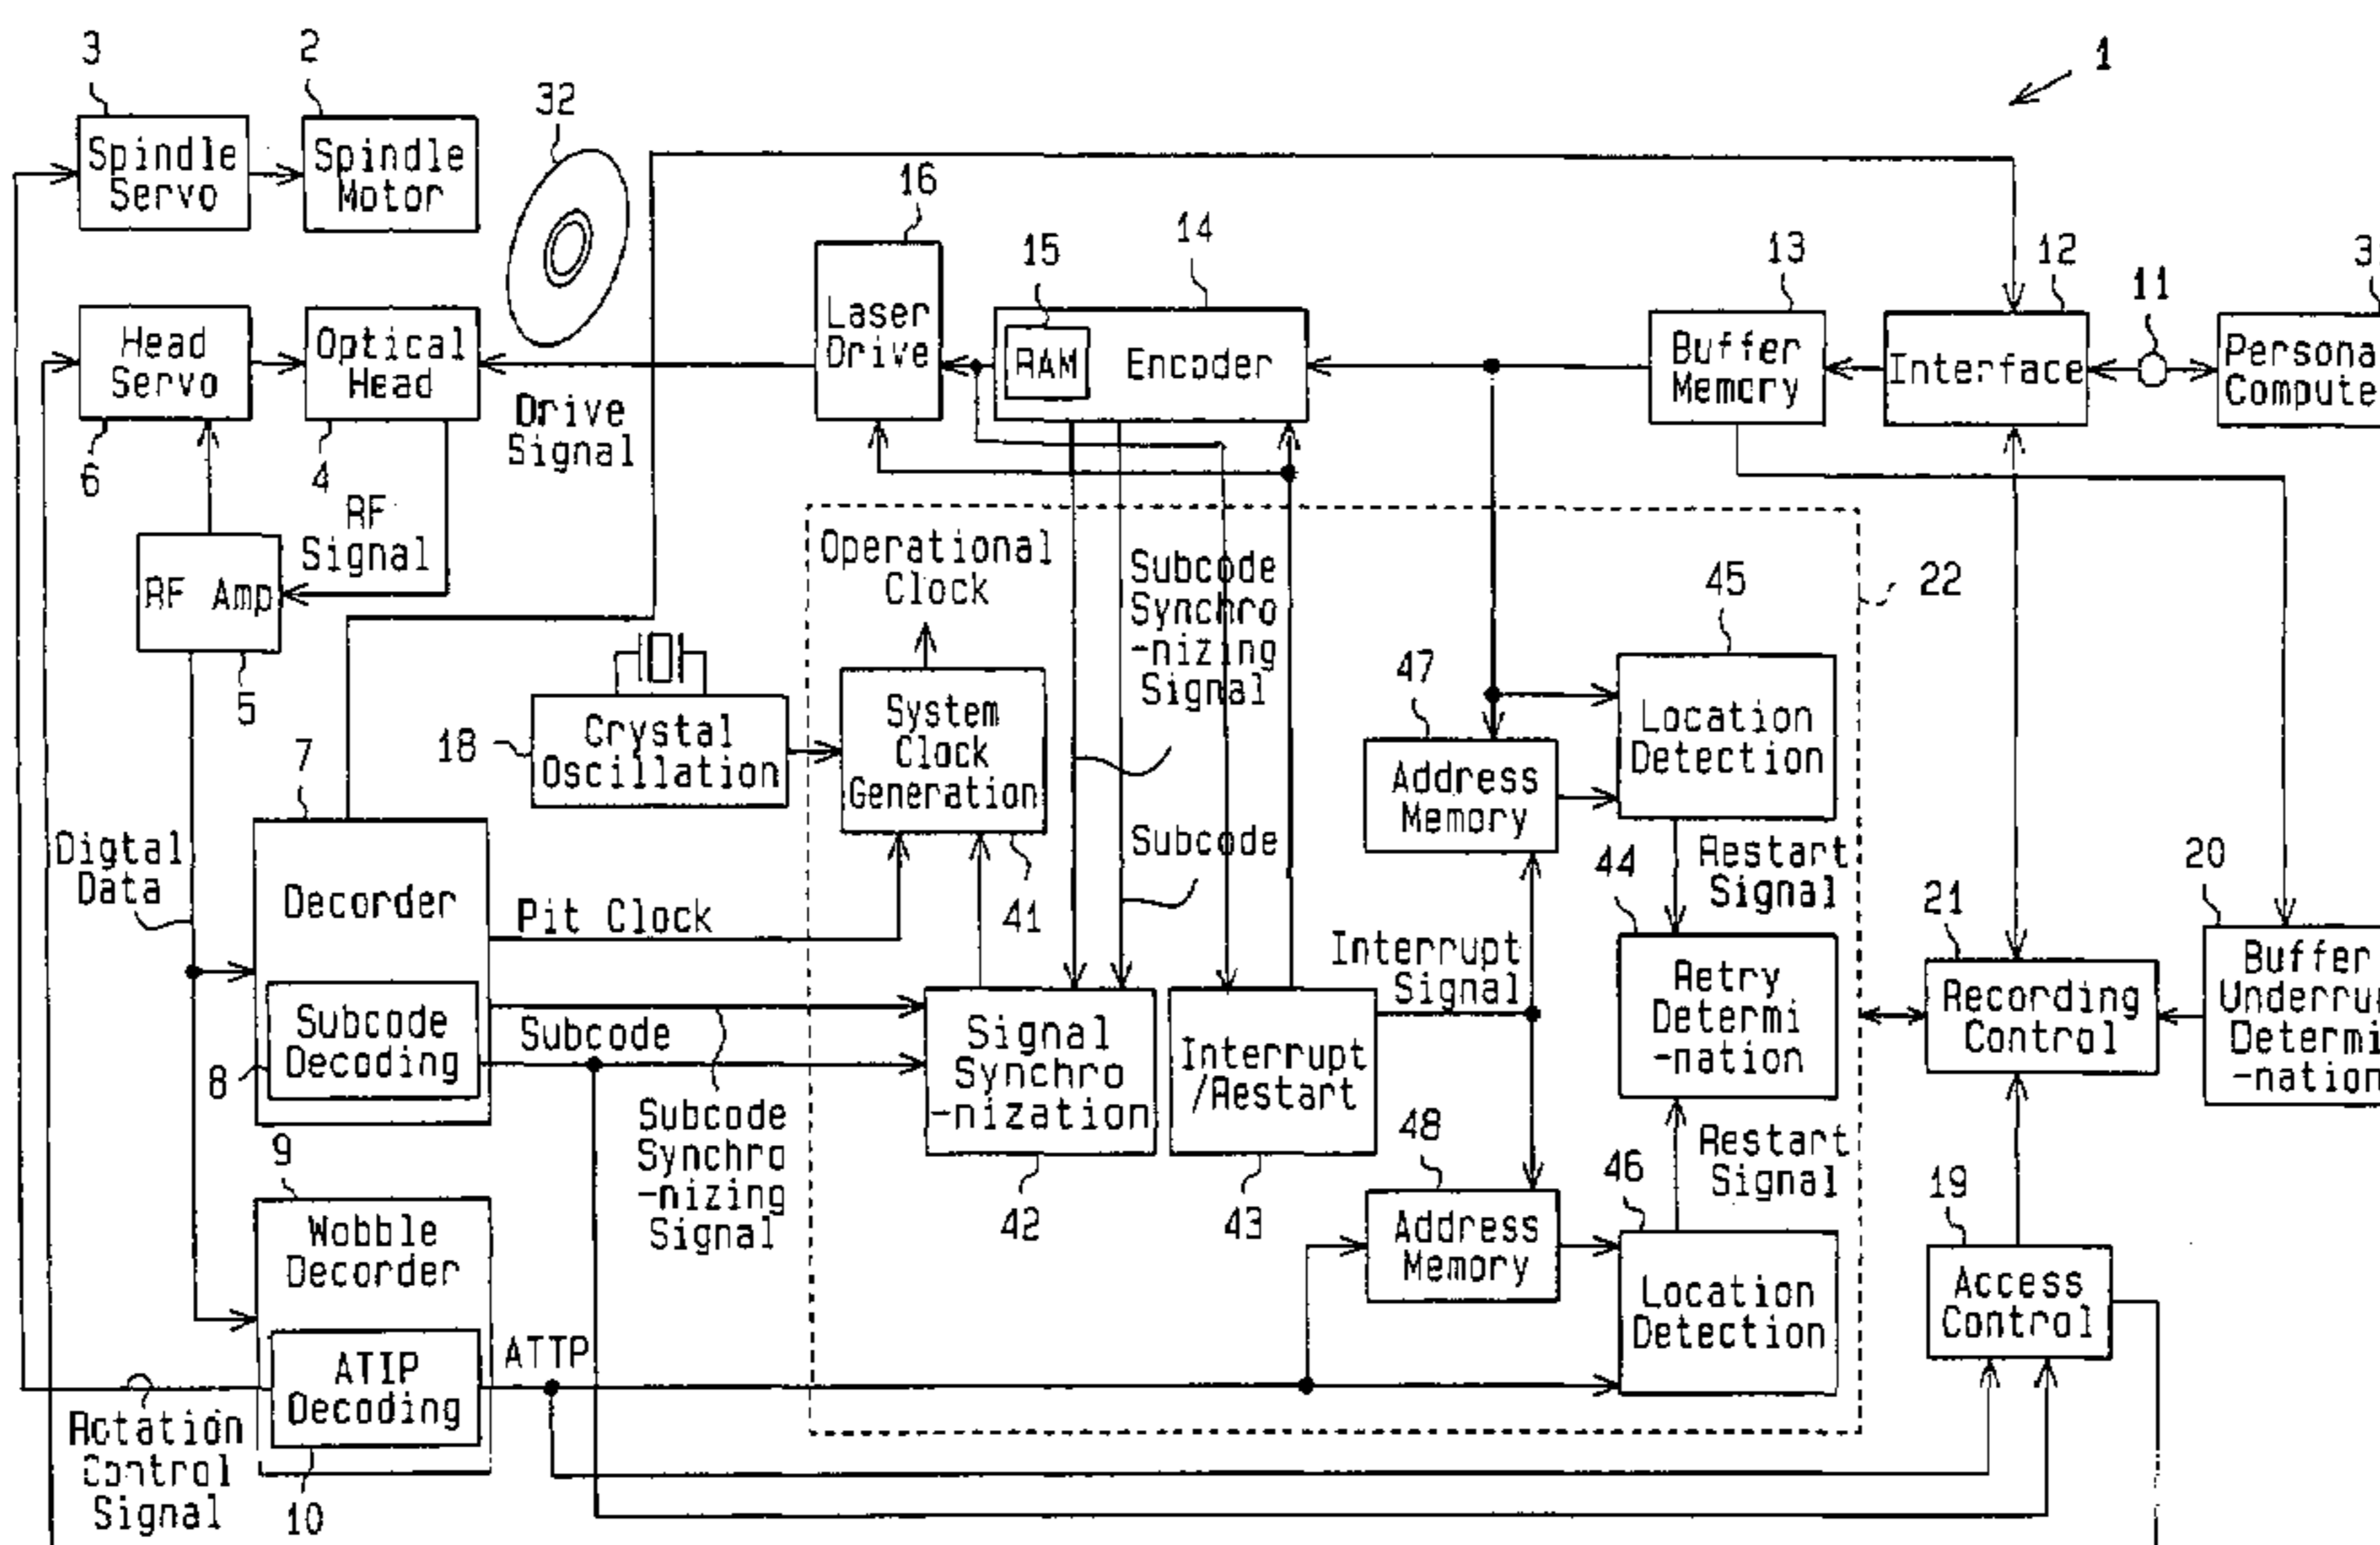 1
3
2
32
Spindle
Servo
Spindle
Motor
16
14
15
13
12
11
3
Head
Servo
Optical
Head
Laser
Drive
RAM
Encoder
Buffer
Memory
Interface
Persona
Compute
6
4
Drive
Signal
RF
Signal
RF Amp
5
Operational
Clock
Subcode
Synchro
-nizing
Signal
22
45
47
18
Crystal
Oscillation
System
Clock
Generation
41
Location
Detection
Address
Memory
7
Digtal
Data
Decorder
Pit Clock
Subcode
Restart
Signal
44
20
21
Subcode
Decoding
8
Subcode
Subcode
Synchro
-nizing
Signal
Signal
Synchro
-nization
42
Interrupt
/Restart
43
Interrupt
Signal
Retry
Determi
-nation
Recording
Control
Buffer
Underru
Determi
-nation
9
Wobble
Decorder
48
Address
Memory
46
Restart
Signal
Location
Detection
19
Access
Control
ATTP
ATIP
Decoding
10
Rotation
Control
Signal